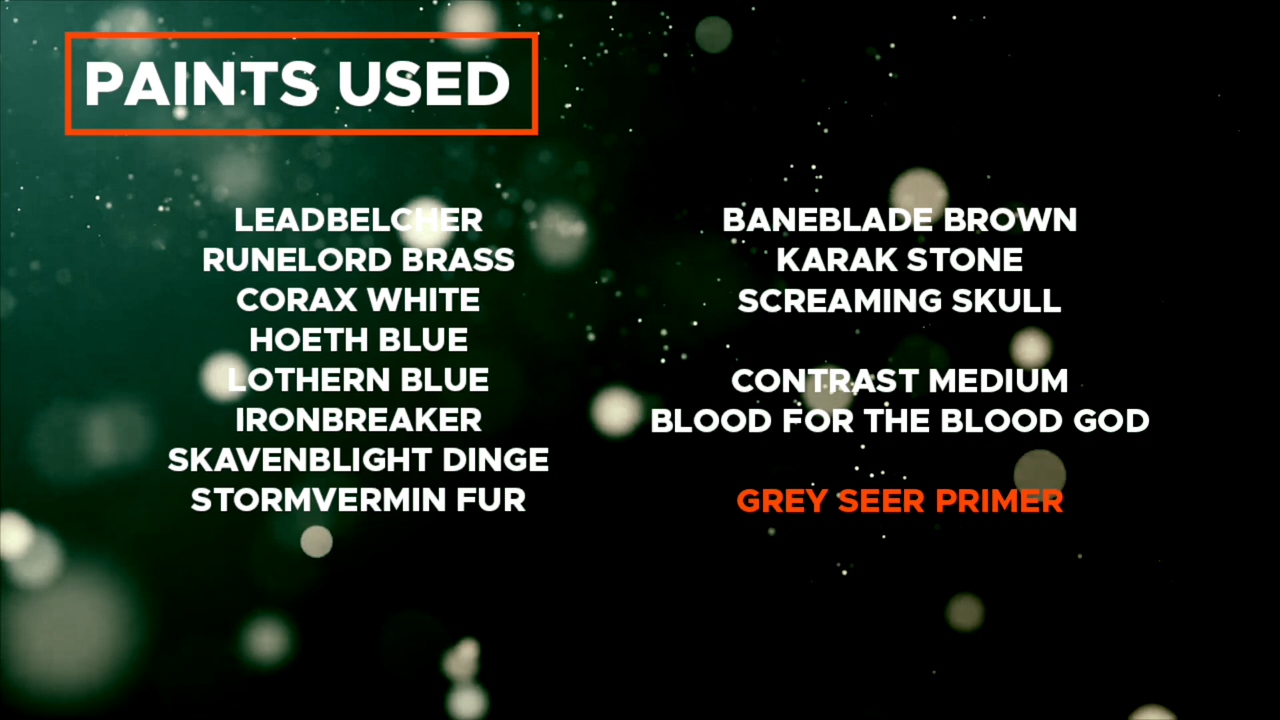 PAINTS USED
LEADBELCHER
RUNELORD BRASS
CORAX WHITE
HOETH BLUE
LOTHERN BLUE
IRONBREAKER
SKAVENBLIGHT DINGE
STORMVERMIN FUR
BANEBLADE BROWN
KARAK STONE
SCREAMING SKULL
CONTRAST MEDIUM
BLOOD FOR THE BLOOD GOD
GREY SEER PRIMER